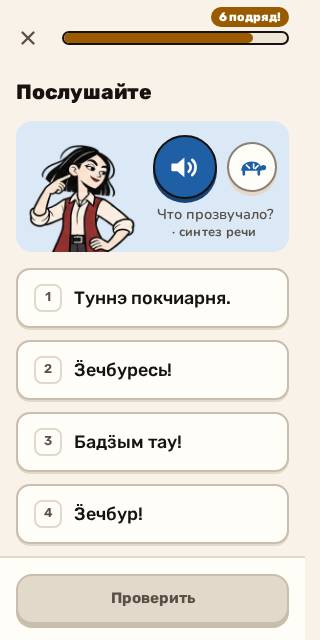 6 подряд!
Послушайте
Что прозвучало?
· синтез речи
1 Туннэ покчиарня.
2 Ӟечбуресь!
3 Бадӟым тау!
4 Ӟечбур!
Проверить